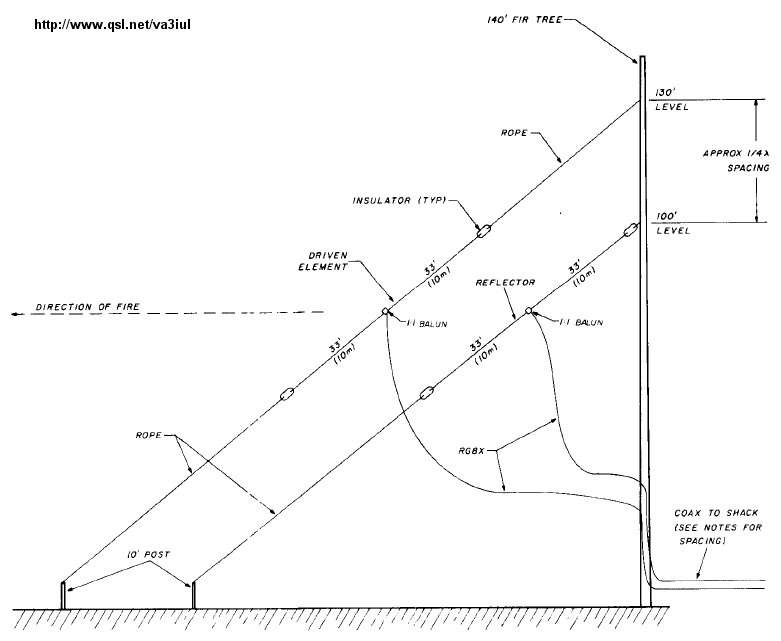 http://www.qsl.net/va3iul
140' FIR TREE
130'
LEVEL
ROPE
APPROX 1/4λ
SPACING
INSULATOR (TYP)
100'
LEVEL
DRIVEN
ELEMENT
33'
(10m)
33'
(10m)
REFLECTOR
DIRECTION OF FIRE
1:1 BALUN
1:1 BALUN
33'
(10m)
33'
(10m)
ROPE
RG8X
COAX TO SHACK
(SEE NOTES FOR
SPACING)
10' POST